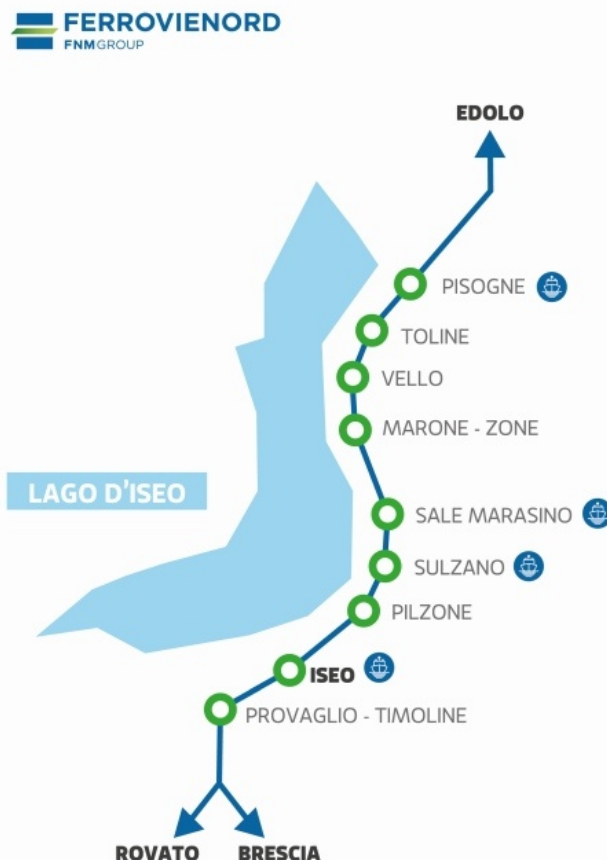 FERROVIENORD
FNMGROUP
EDOLO
PISOGNE
TOLINE
VELLO
MARONE - ZONE
LAGO D'ISEO
SALE MARASINO
SULZANO
PILZONE
ISEO
PROVAGLIO - TIMOLINE
ROVATO BRESCIA